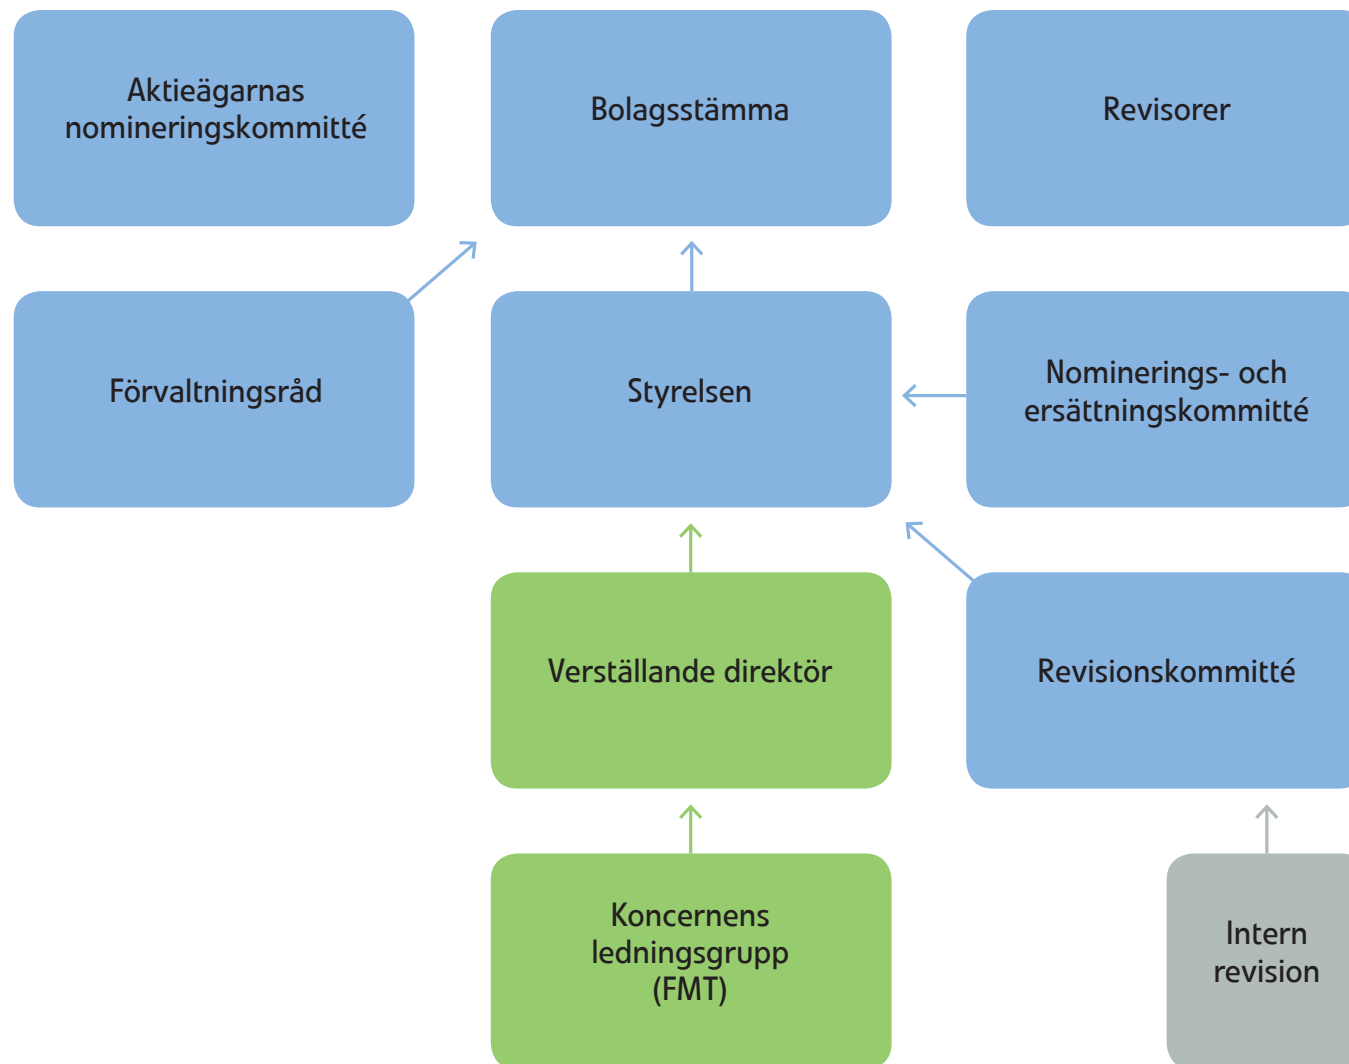 Aktieägarnas
nomineringskommitté
Bolagsstämma
Revisorer
Förvaltningsråd
Styrelsen
Nominerings- och
ersättningskommitté
Verställande direktör
Revisionskommitté
Koncernens
ledningsgrupp
(FMT)
Intern
revision